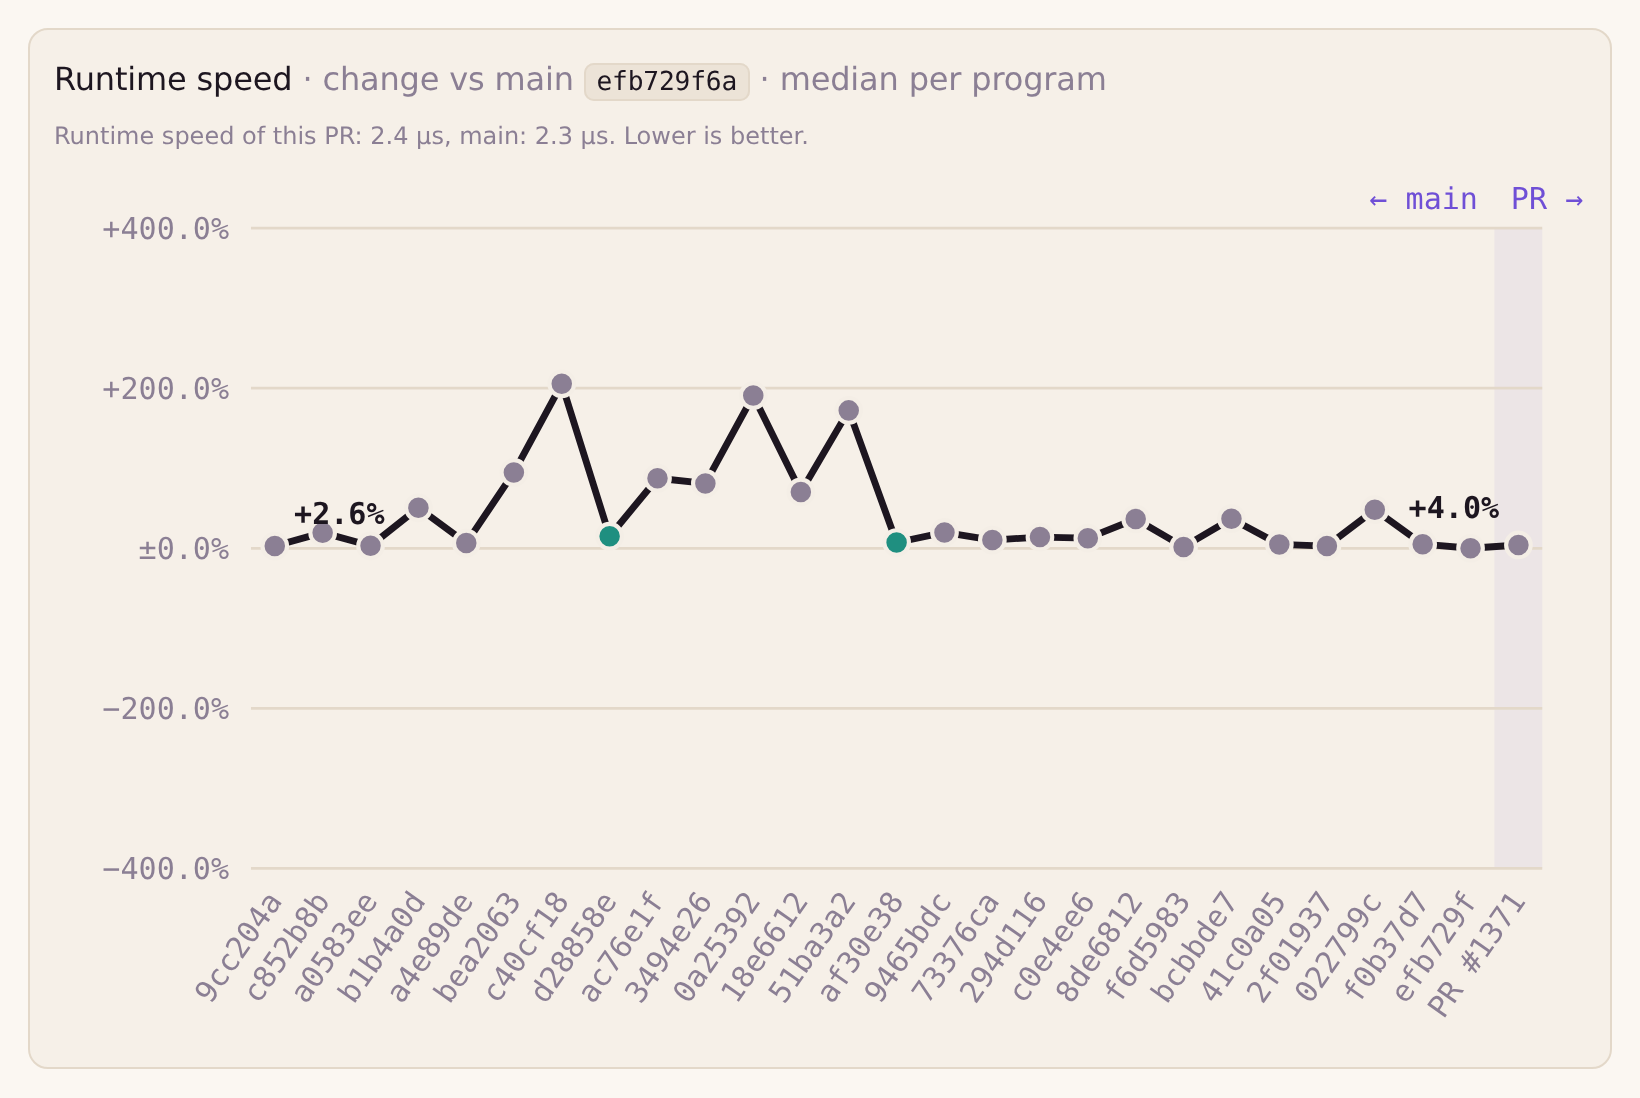 Runtime speed · change vs main efb729f6a · median per program
Runtime speed of this PR: 2.4 µs, main: 2.3 µs. Lower is better.
← main PR →
+400.0%
+200.0%
±0.0%
−200.0%
−400.0%
+2.6%
+4.0%
9cc204a
c852b8b
a0583ee
b1b4a0d
a4e89de
bea2063
c40cf18
d28858e
ac76e1f
3494e26
0a25392
18e6612
51ba3a2
af30e38
9465bdc
73376ca
294d116
c0e4ee6
8de6812
f6d5983
bcbbde7
41c0a05
2f01937
022799c
f0b37d7
efb729f
PR #1371